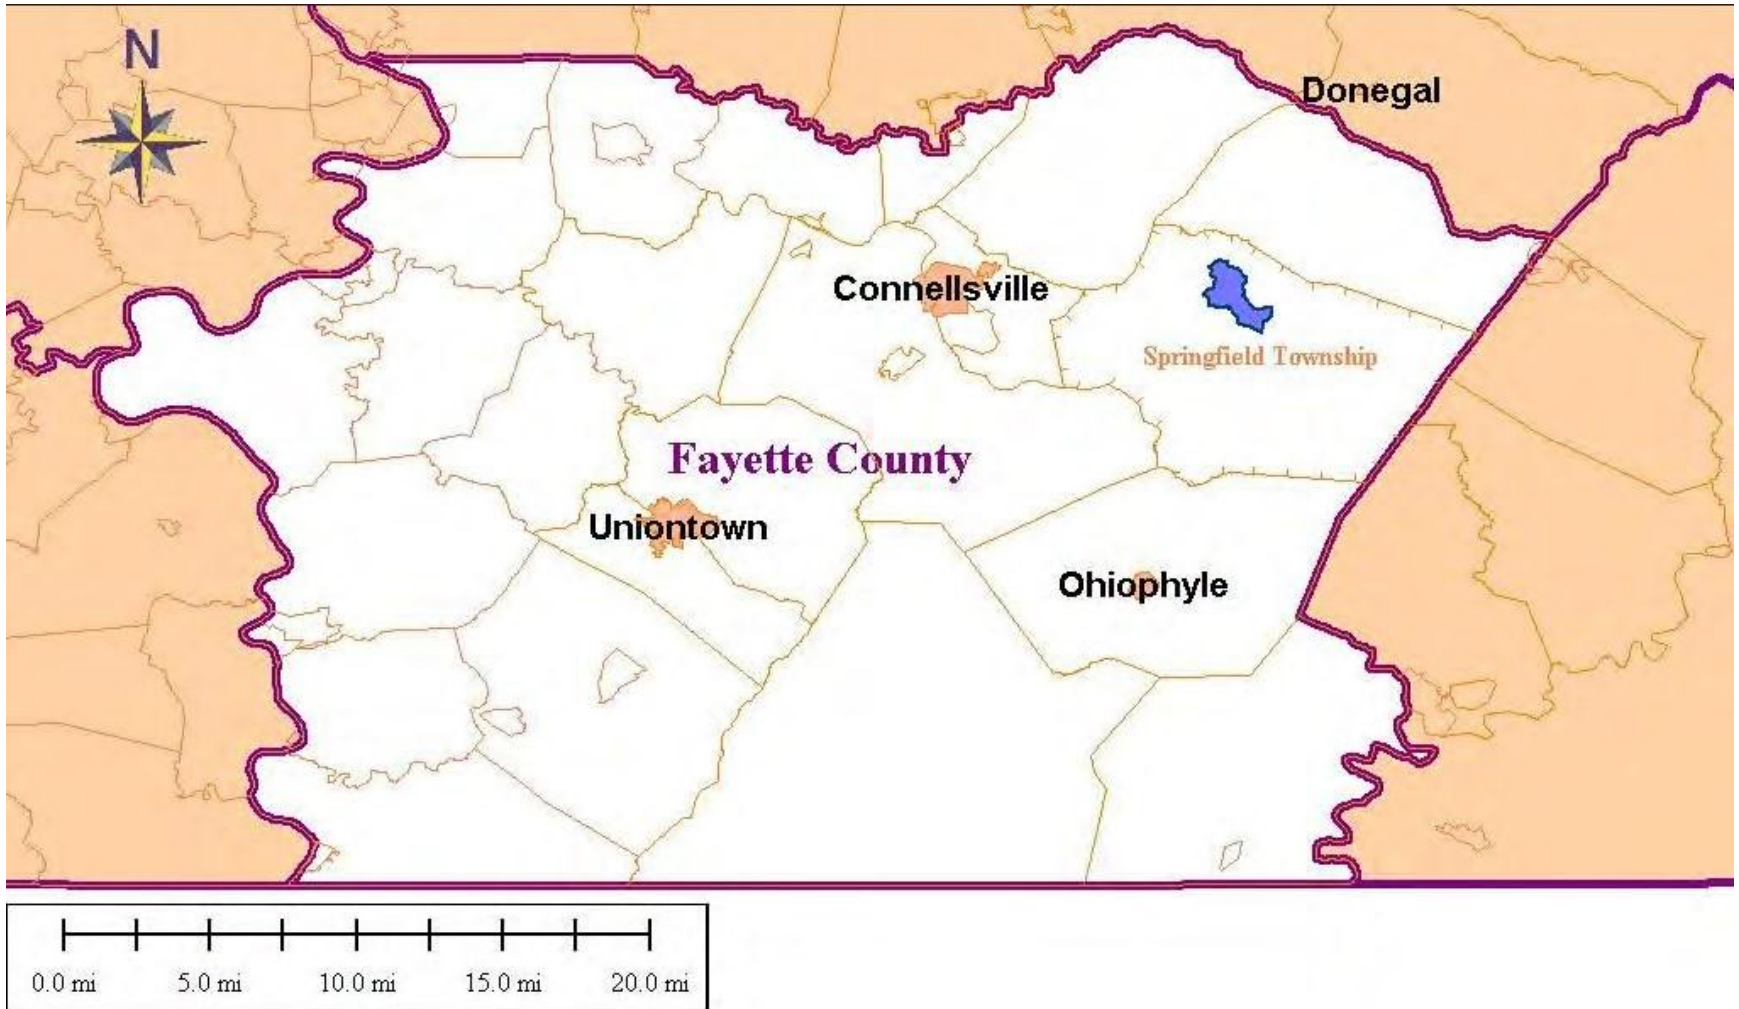 N
Donegal
Connellsville
Springfield Township
Fayette County
Uniontown
Ohiophyle
0.0 mi 5.0 mi 10.0 mi 15.0 mi 20.0 mi